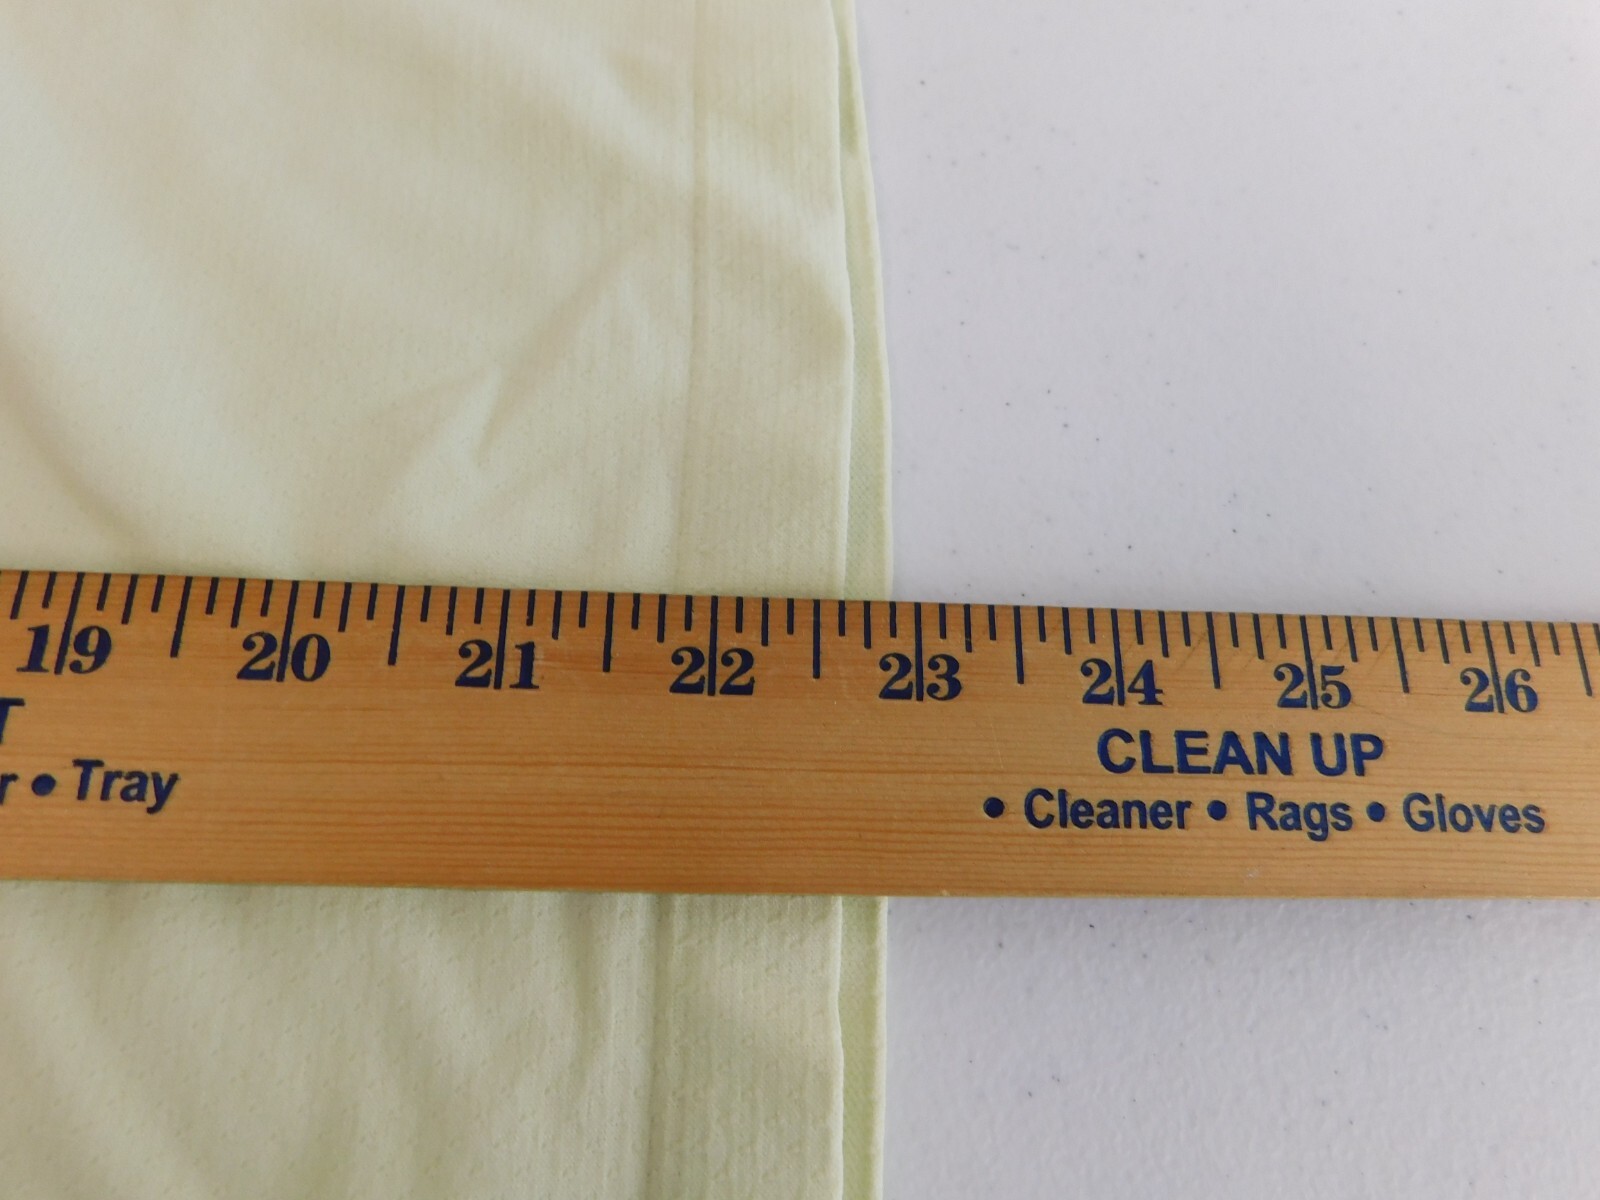 19 20 21 22 23 24 25 26
CLEAN UP
• Tray
• Cleaner • Rags • Gloves